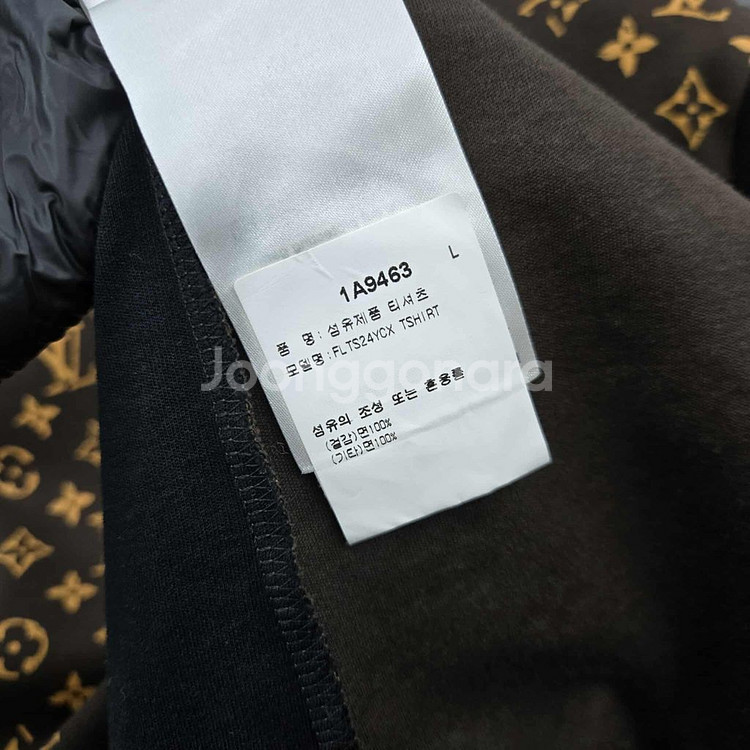 1A9463 L
품 명: 섬유제품 티셔츠
모델명: FLTS24YCX TSHIRT
Joonggonara
섬유의 조성 또는 혼용률
(겉감)면100%
(기타)면100%